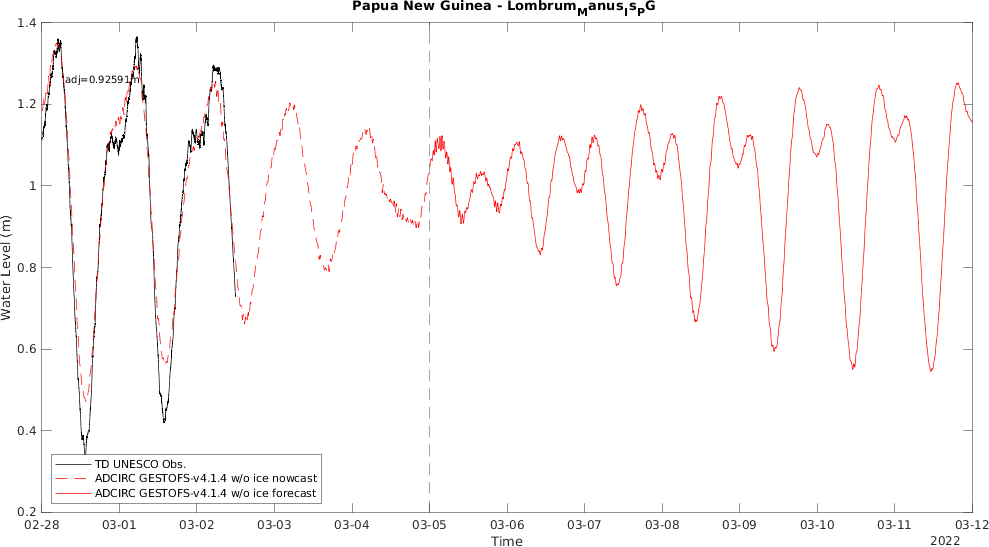 Papua New Guinea - LombrumManusIsPG
1.4
adj=0.92591 m
1.2
1
0.8
0.6
0.4
0.2
Water Level (m)
TD UNESCO Obs.
ADCIRC GESTOFS-v4.1.4 w/o ice nowcast
ADCIRC GESTOFS-v4.1.4 w/o ice forecast
02-28 03-01 03-02 03-03 03-04 03-05 03-06 03-07 03-08 03-09 03-10 03-11 03-12
Time
2022